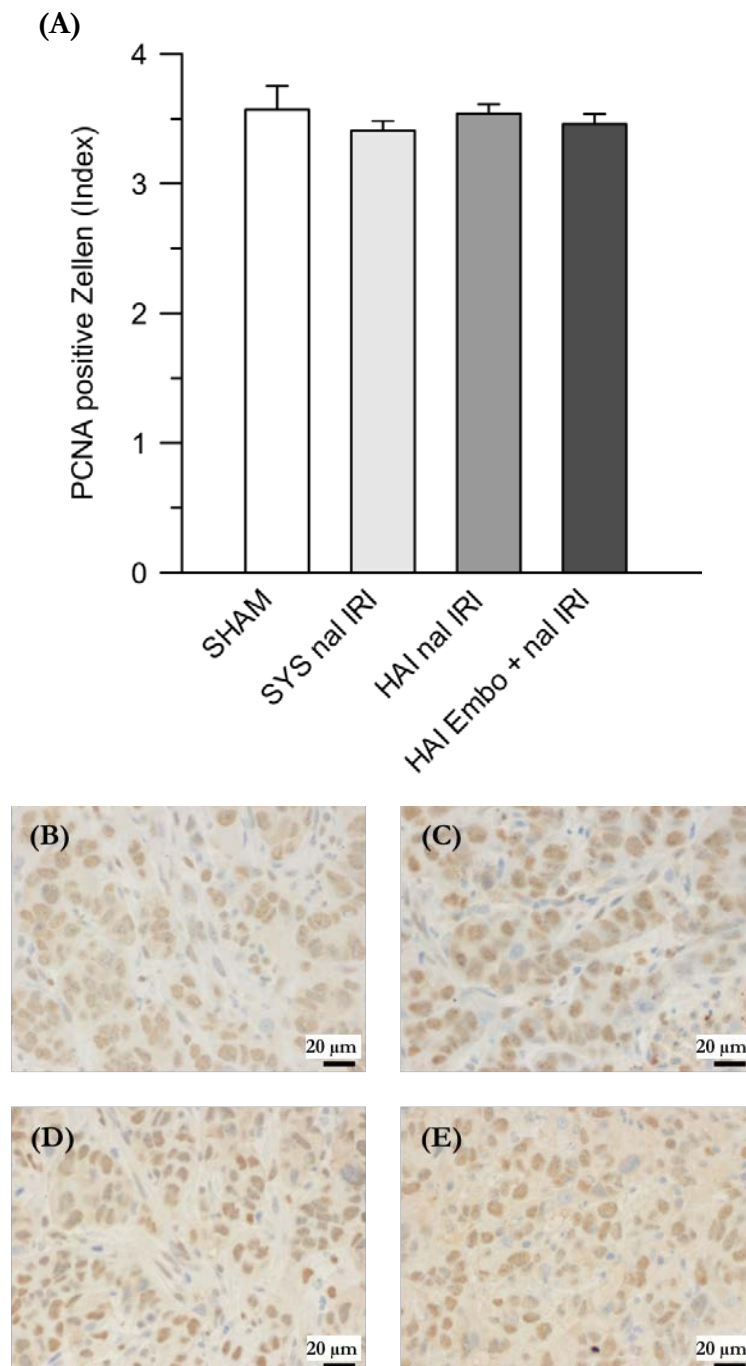 (A)
4
3
2
1
0
PCNA positive Zellen (Index)
SHAM
SYS nal IRI
HAI nal IRI
HAI Embo + nal IRI
(B)
20 µm
(C)
20 µm
(D)
20 µm
(E)
20 µm